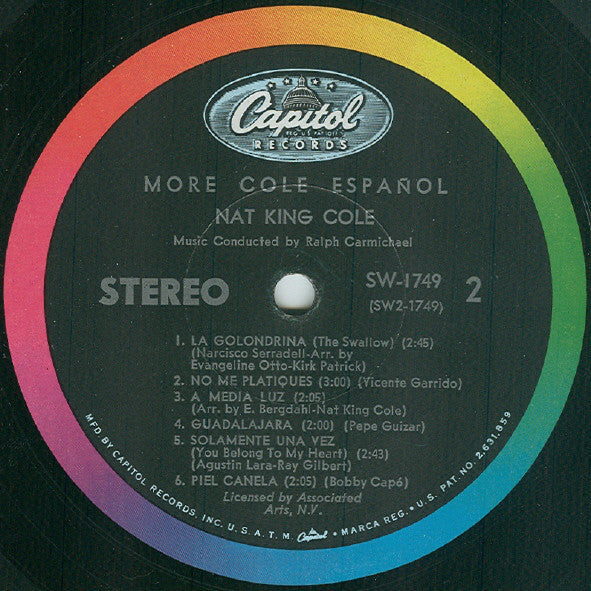 Capitol
REG. U.S. PAT. OFF.
RECORDS
MORE COLE ESPAÑOL
NAT KING COLE
Music Conducted by Ralph Carmichael
STEREO
SW-1749
(SW2-1749)
2
1. LA GOLONDRINA (The Swallow) (2:45)
(Narcisco Serradell-Arr. by
Evangeline Otto-Kirk Patrick)
2. NO ME PLATIQUES (3:00) (Vicente Garrido)
3. A MEDIA LUZ (2:05)
(Arr. by E. Bergdahl-Nat King Cole)
4. GUADALAJARA (2:00) (Pepe Guizar)
5. SOLAMENTE UNA VEZ
(You Belong To My Heart) (2:43)
(Agustin Lara-Ray Gilbert)
6. PIEL CANELA (2:05) (Bobby Capó)
Licensed by Associated
Arts, N.V.
MFD BY CAPITOL RECORDS, INC. U.S.A. T.M. Capitol • MARCA REG. • U.S. PAT. NO. 2,631,859